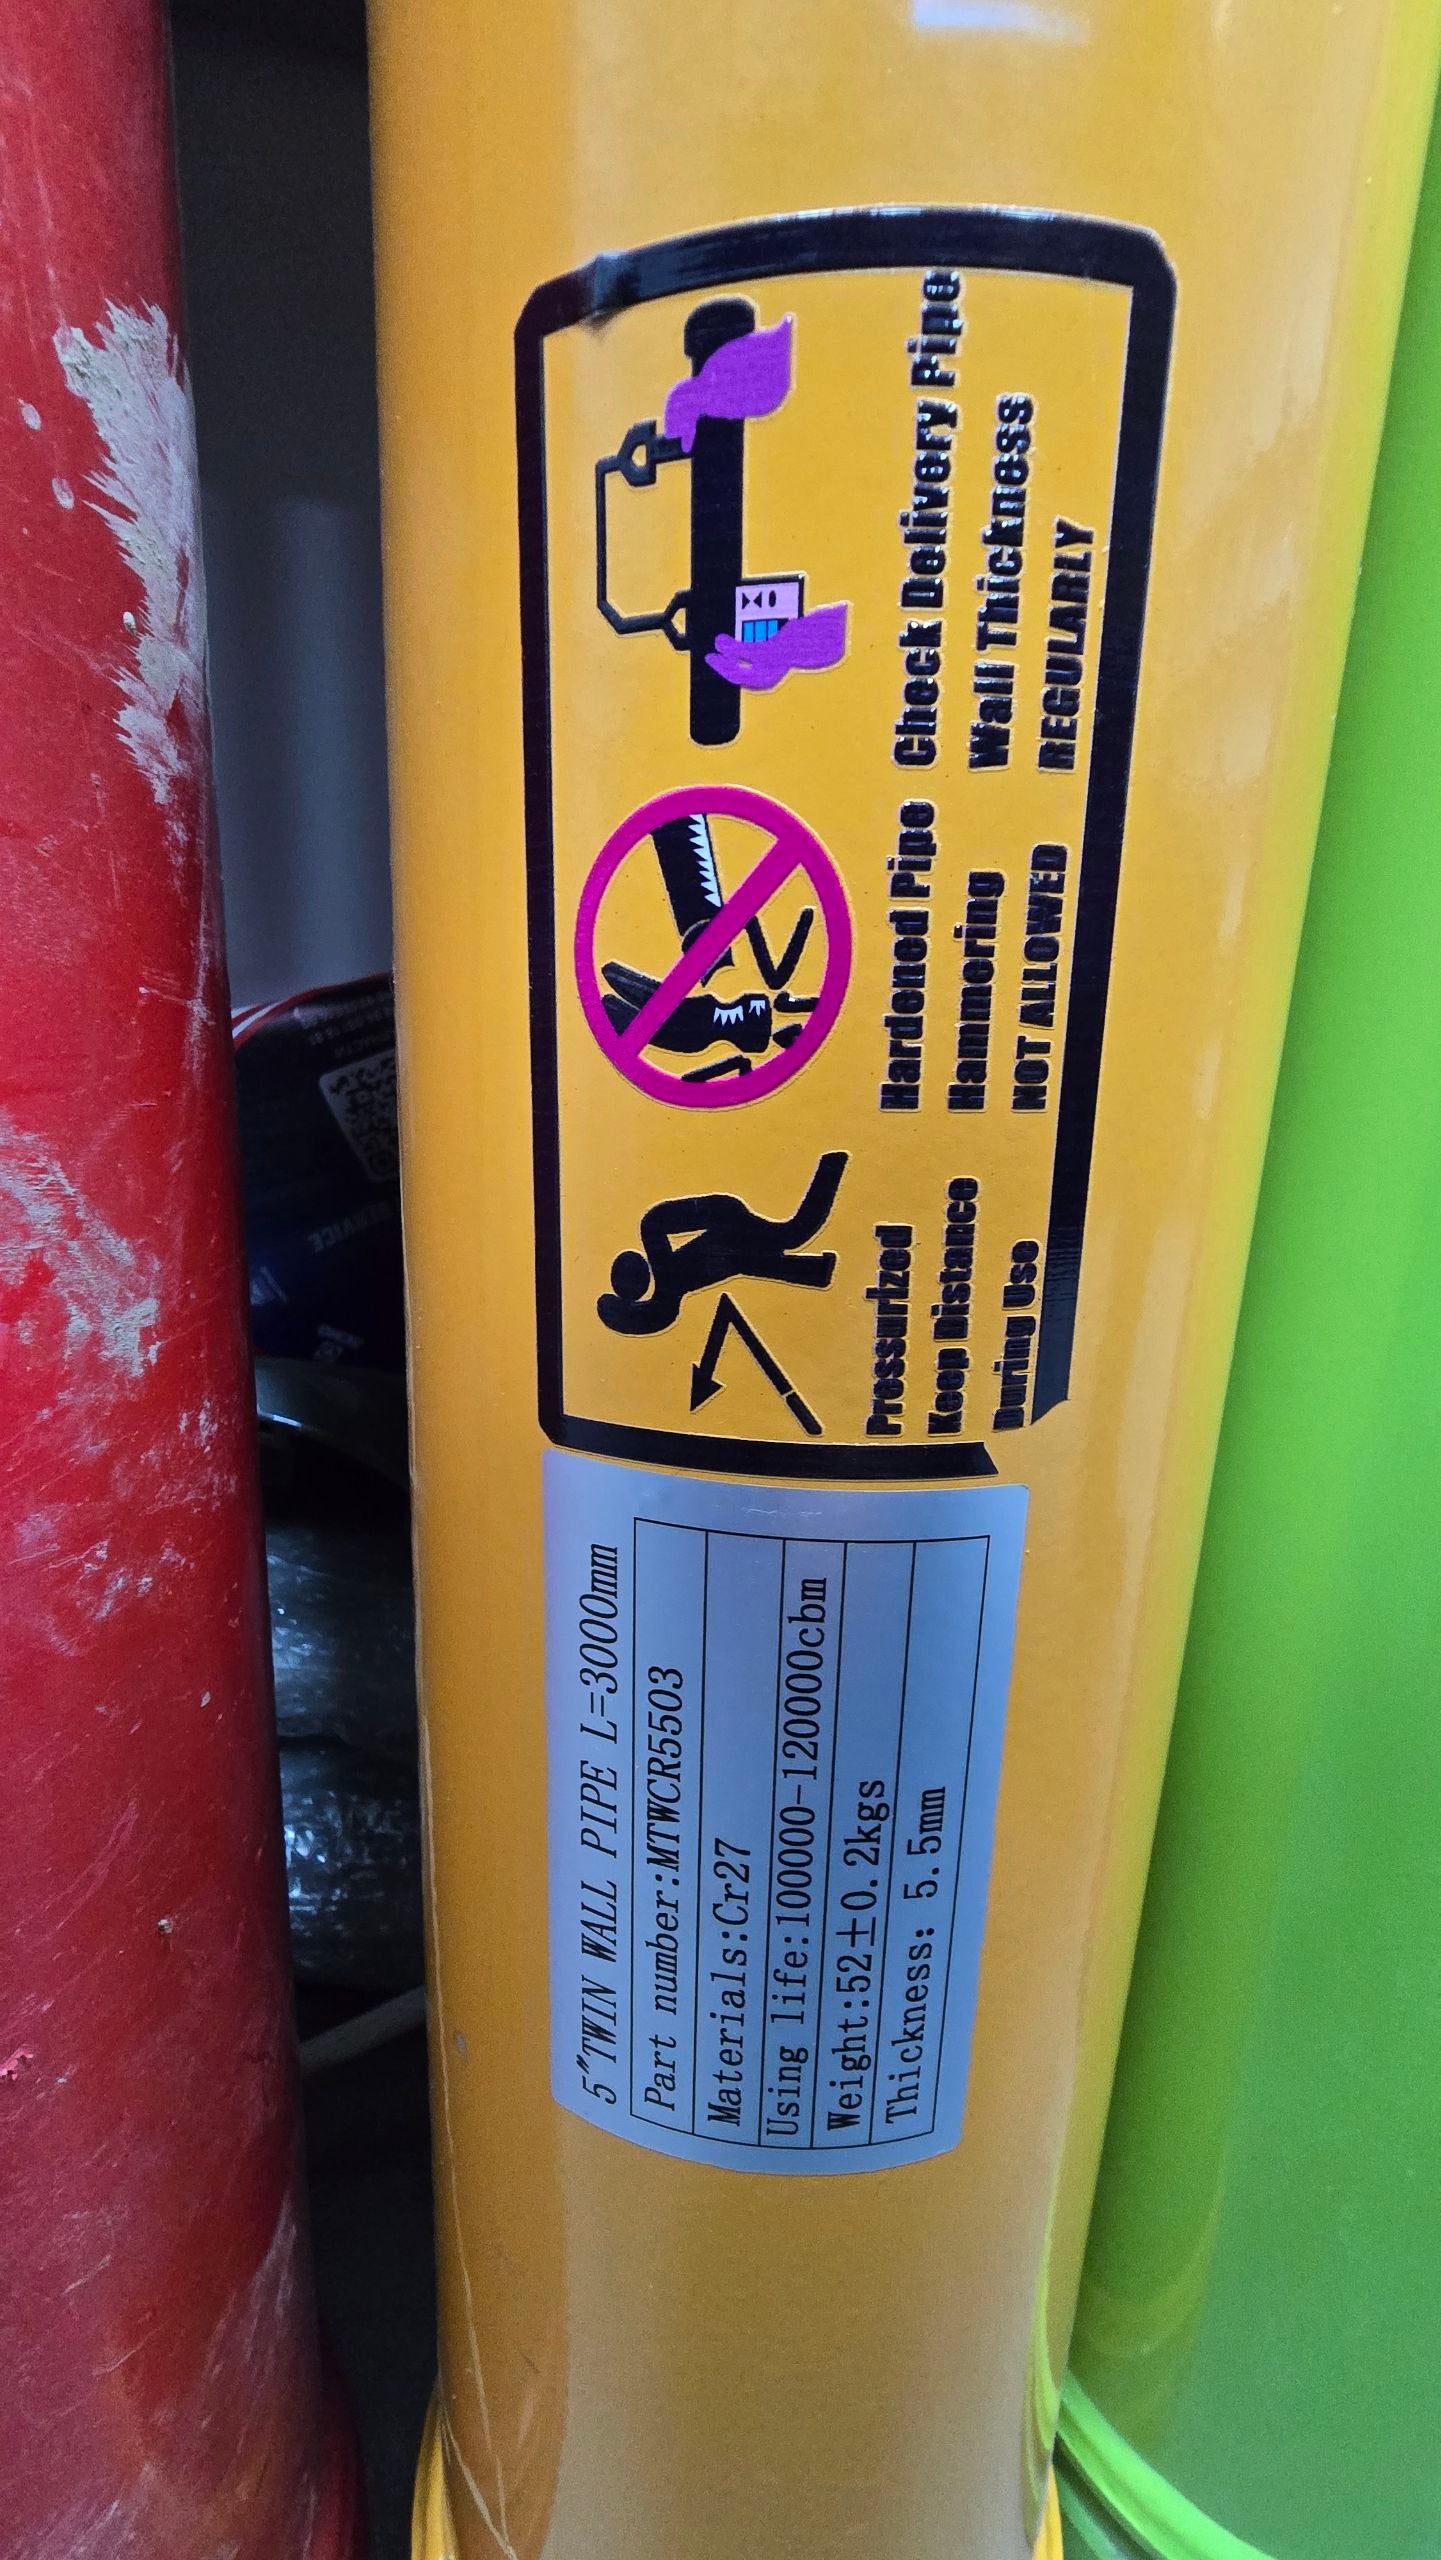 Pressurized
Keep Distance
During Use
Hardened Pipe
Hammering
NOT ALLOWED
Check Delivery Pipe
Wall Thickness
REGULARLY
5"TWIN WALL PIPE L=3000mm
Part number:MTWCR5503
Materials:Cr27
Using life:100000-120000cbm
Weight:52±0.2kgs
Thickness: 5.5mm
SERVICE